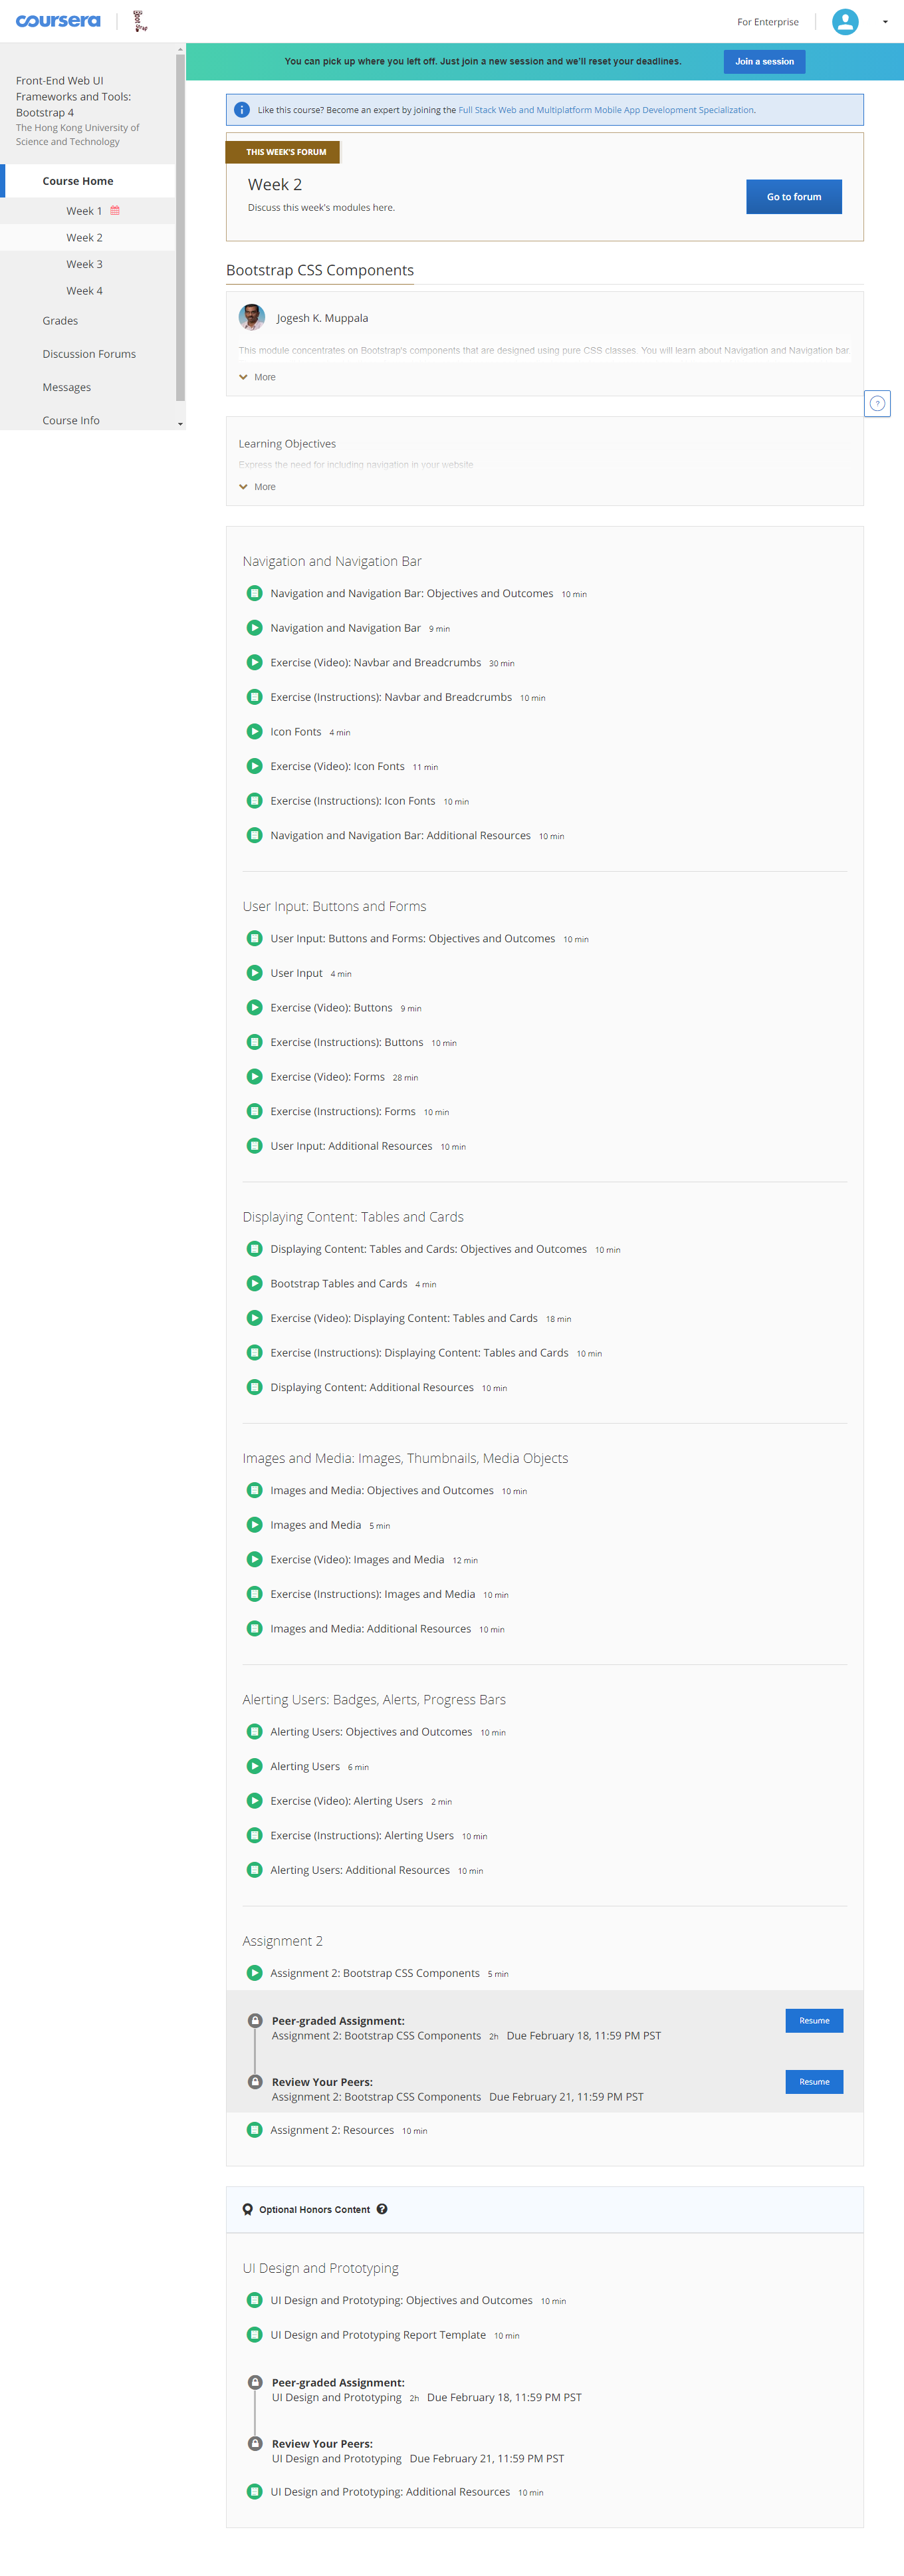 coursera
For Enterprise
Front-End Web UI
Frameworks and Tools:
Bootstrap 4
The Hong Kong University of
Science and Technology
Course Home
Week 1
Week 2
Week 3
Week 4
Grades
Discussion Forums
Messages
Course Info
You can pick up where you left off. Just join a new session and we'll reset your deadlines.
Join a session
Like this course? Become an expert by joining the Full Stack Web and Multiplatform Mobile App Development Specialization.
THIS WEEK'S FORUM
Week 2
Discuss this week's modules here.
Go to forum
Bootstrap CSS Components
Jogesh K. Muppala
This module concentrates on Bootstrap's components that are designed using pure CSS classes. You will learn about Navigation and Navigation bar
More
?
Learning Objectives
Express the need for including navigation in your website
More
Navigation and Navigation Bar
Navigation and Navigation Bar: Objectives and Outcomes 10 min
Navigation and Navigation Bar 9 min
Exercise (Video): Navbar and Breadcrumbs 30 min
Exercise (Instructions): Navbar and Breadcrumbs 10 min
Icon Fonts 4 min
Exercise (Video): Icon Fonts 11 min
Exercise (Instructions): Icon Fonts 10 min
Navigation and Navigation Bar: Additional Resources 10 min
User Input: Buttons and Forms
User Input: Buttons and Forms: Objectives and Outcomes 10 min
User Input 4 min
Exercise (Video): Buttons 9 min
Exercise (Instructions): Buttons 10 min
Exercise (Video): Forms 28 min
Exercise (Instructions): Forms 10 min
User Input: Additional Resources 10 min
Displaying Content: Tables and Cards
Displaying Content: Tables and Cards: Objectives and Outcomes 10 min
Bootstrap Tables and Cards 4 min
Exercise (Video): Displaying Content: Tables and Cards 18 min
Exercise (Instructions): Displaying Content: Tables and Cards 10 min
Displaying Content: Additional Resources 10 min
Images and Media: Images, Thumbnails, Media Objects
Images and Media: Objectives and Outcomes 10 min
Images and Media 5 min
Exercise (Video): Images and Media 12 min
Exercise (Instructions): Images and Media 10 min
Images and Media: Additional Resources 10 min
Alerting Users: Badges, Alerts, Progress Bars
Alerting Users: Objectives and Outcomes 10 min
Alerting Users 6 min
Exercise (Video): Alerting Users 2 min
Exercise (Instructions): Alerting Users 10 min
Alerting Users: Additional Resources 10 min
Assignment 2
Assignment 2: Bootstrap CSS Components 5 min
Peer-graded Assignment:
Assignment 2: Bootstrap CSS Components 2h Due February 18, 11:59 PM PST
Resume
Review Your Peers:
Assignment 2: Bootstrap CSS Components Due February 21, 11:59 PM PST
Resume
Assignment 2: Resources 10 min
Optional Honors Content ?
UI Design and Prototyping
UI Design and Prototyping: Objectives and Outcomes 10 min
UI Design and Prototyping Report Template 10 min
Peer-graded Assignment:
UI Design and Prototyping 2h Due February 18, 11:59 PM PST
Review Your Peers:
UI Design and Prototyping Due February 21, 11:59 PM PST
UI Design and Prototyping: Additional Resources 10 min